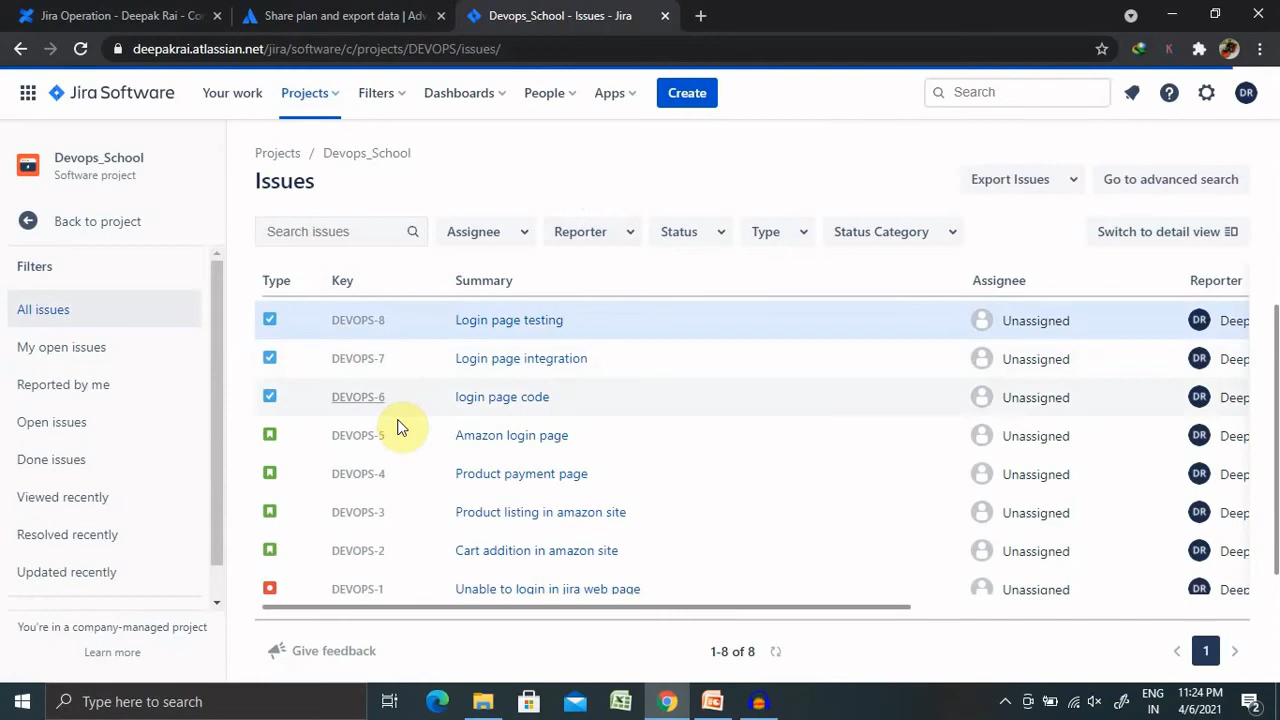 Jira Operation - Deepak Rai - Co
Share plan and export data | Adv
Devops_School - Issues - Jira
deepakrai.atlassian.net/jira/software/c/projects/DEVOPS/issues/
K
Jira Software
Your work
Projects
Filters
Dashboards
People
Apps
Create
Search
DR
Devops_School
Software project
Back to project
Filters
All issues
My open issues
Reported by me
Open issues
Done issues
Viewed recently
Resolved recently
Updated recently
You're in a company-managed project
Learn more
Projects / Devops_School
Issues
Export Issues
Go to advanced search
Search issues
Assignee
Reporter
Status
Type
Status Category
Switch to detail view
Type Key Summary Assignee Reporter
DEVOPS-8 Login page testing Unassigned DR Deep
DEVOPS-7 Login page integration Unassigned DR Deep
DEVOPS-6 login page code Unassigned DR Deep
DEVOPS-5 Amazon login page Unassigned DR Deep
DEVOPS-4 Product payment page Unassigned DR Deep
DEVOPS-3 Product listing in amazon site Unassigned DR Deep
DEVOPS-2 Cart addition in amazon site Unassigned DR Deep
DEVOPS-1 Unable to login in jira web page Unassigned DR Deep
Give feedback
1-8 of 8
1
Type here to search
ENG
IN
11:24 PM
4/6/2021
2